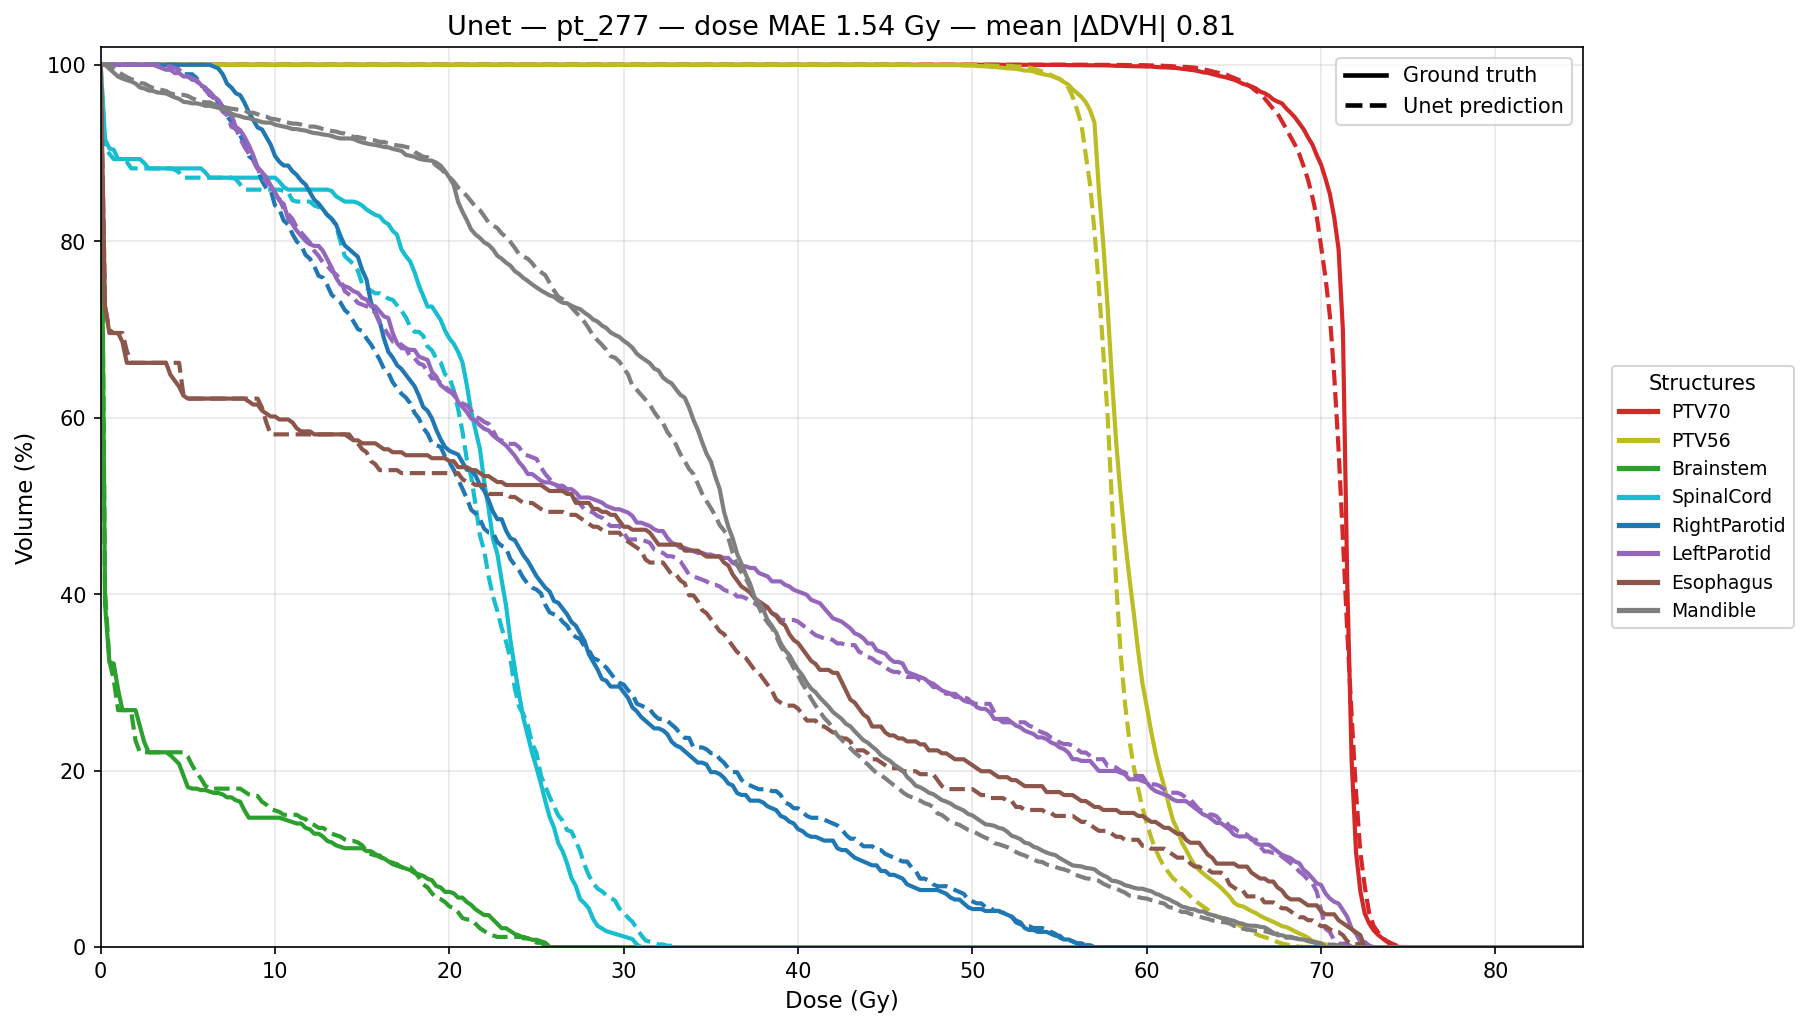 Unet — pt_277 — dose MAE 1.54 Gy — mean |ΔDVH| 0.81
Ground truth
Unet prediction
Structures
PTV70
PTV56
Brainstem
SpinalCord
RightParotid
LeftParotid
Esophagus
Mandible
Volume (%)
100
80
60
40
20
0
0 10 20 30 40 50 60 70 80
Dose (Gy)